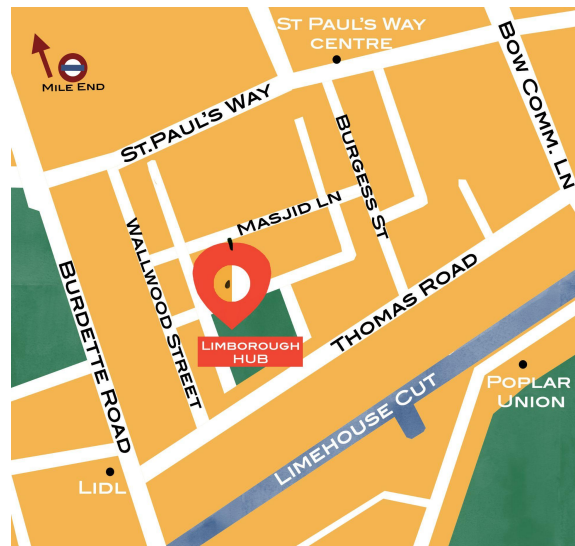 ST PAUL'S WAY
CENTRE
MILE END
BOW COMM. LN
ST.PAUL'S WAY
BURGESS ST
MASJID LN
WALLWOOD STREET
BURDETTE ROAD
THOMAS ROAD
LIMBOROUGH
HUB
POPLAR
UNION
LIMEHOUSE CUT
LIDL